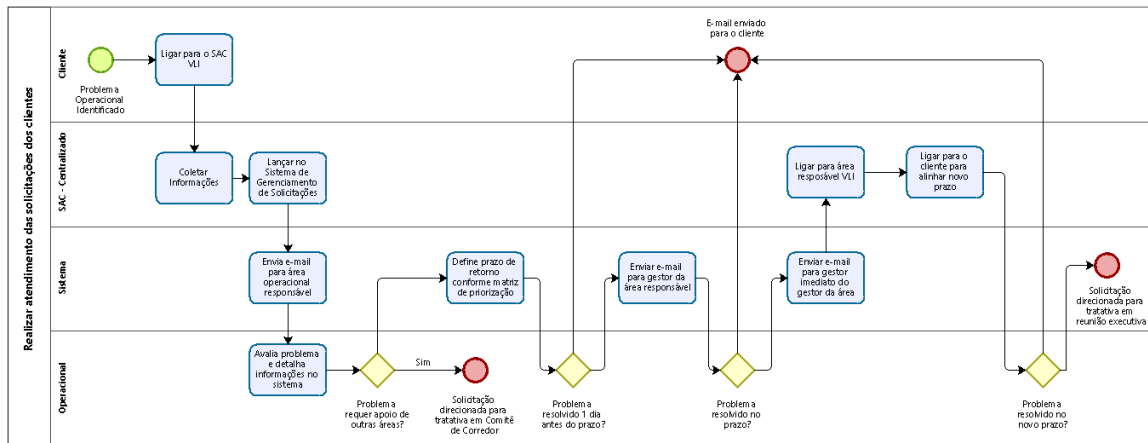 Realizar atendimento das solicitações dos clientes
Cliente
Problema
Operacional
Identificado
Ligar para o SAC
VLI
E-mail enviado
para o cliente
SAC - Centralizado
Coletar
Informações
Lançar no
Sistema de
Gerenciamento
de Solicitações
Ligar para área
resposável VLI
Ligar para o
cliente para
alinhar novo
prazo
Sistema
Envia e-mail
para área
operacional
responsável
Define prazo de
retorno
conforme matriz
de priorização
Enviar e-mail
para gestor da
área responsável
Enviar e-mail
para gestor
imediato do
gestor da área
Solicitação
direcionada para
tratativa em
reunião executiva
Operacional
Avalia problema
e detalha
informações no
sistema
Problema
requer apoio de
outras áreas?
Sim
Solicitação
direcionada para
tratativa em Comitê
de Corredor
Problema
resolvido 1 dia
antes do prazo?
Problema
resolvido no
prazo?
Problema
resolvido no
novo prazo?